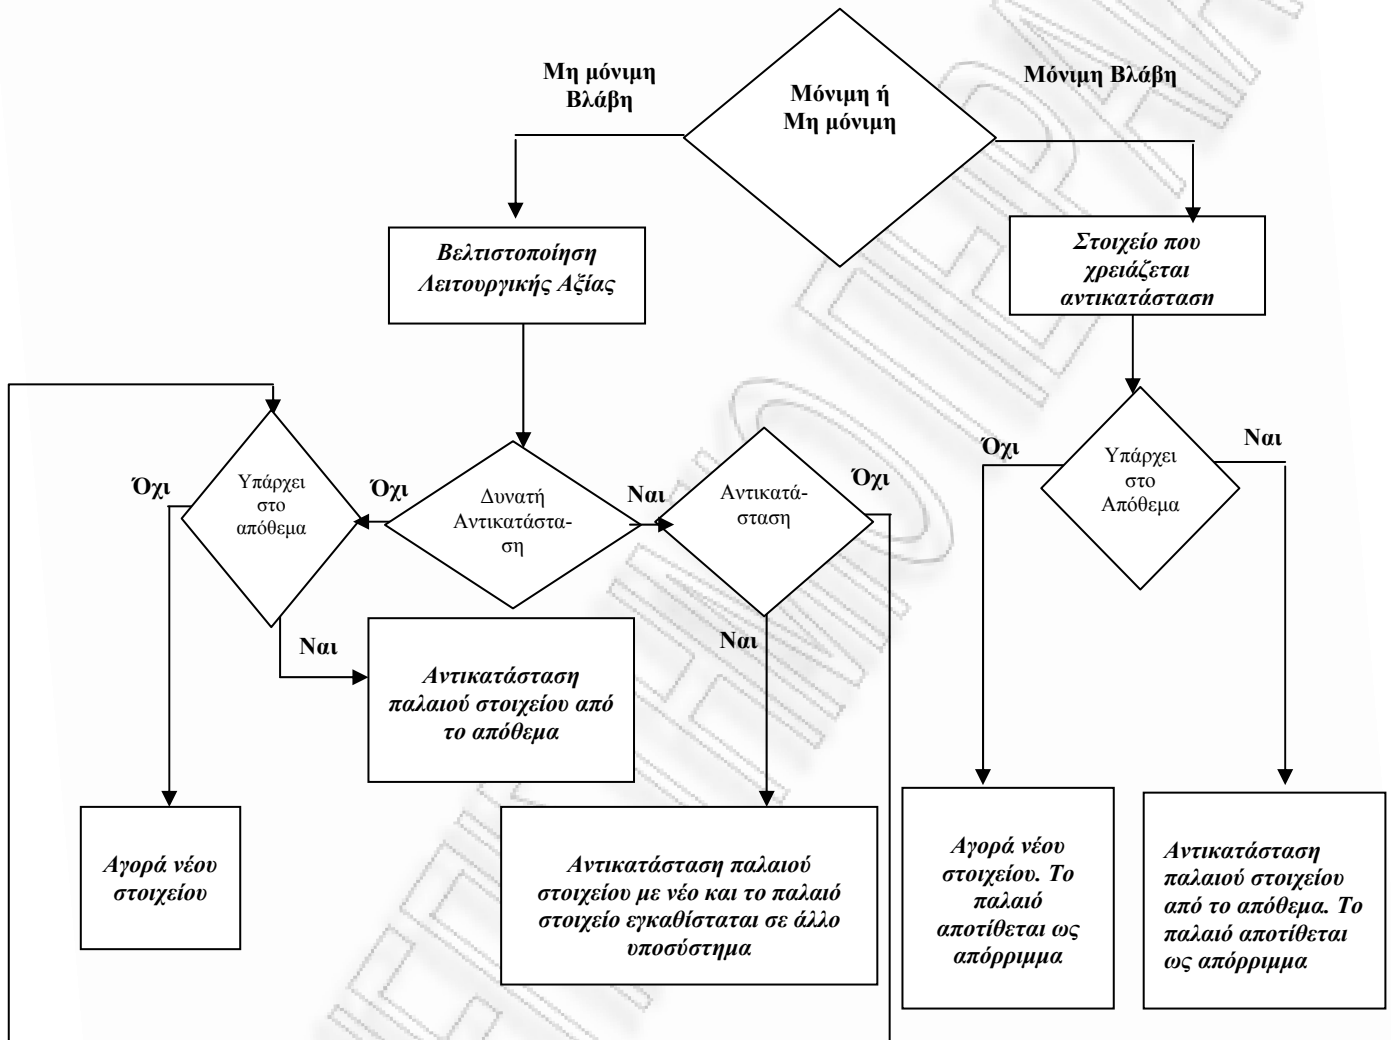 Μη μόνιμη
Βλάβη
Μόνιμη ή
Μη μόνιμη
Μόνιμη Βλάβη
Βελτιστοποίηση
Λειτουργικής Αξίας
Στοιχείο που
χρειάζεται
αντικατάσταση
Όχι
Υπάρχει
στο
απόθεμα
Όχι
Δυνατή
Αντικατάστα-
ση
Ναι
Αντικατά-
σταση
Όχι
Όχι
Υπάρχει
στο
Απόθεμα
Ναι
Ναι
Αντικατάσταση
παλαιού στοιχείου από
το απόθεμα
Ναι
Αγορά νέου
στοιχείου
Αντικατάσταση παλαιού
στοιχείου με νέο και το παλαιό
στοιχείο εγκαθίσταται σε άλλο
υποσύστημα
Αγορά νέου
στοιχείου. Το
παλαιό
αποτίθεται ως
απόρριμμα
Αντικατάσταση
παλαιού στοιχείου
από το απόθεμα. Το
παλαιό αποτίθεται
ως απόρριμμα